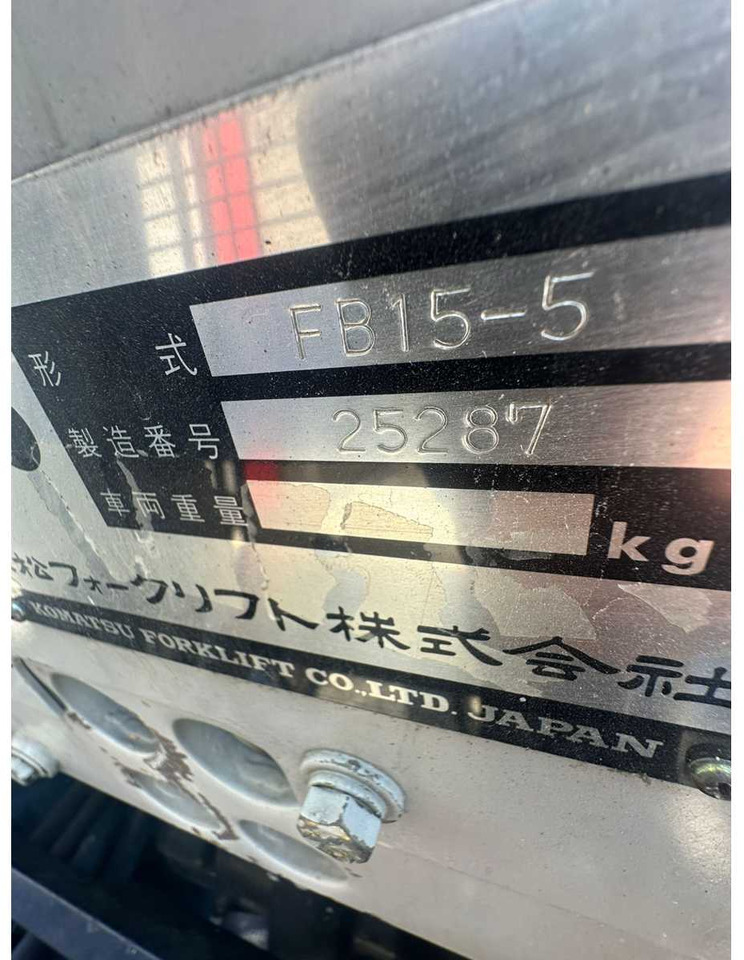 形式 FB15-5
製造番号 25287
車両重量 kg
松フォークリフト株式会社
KOMATSU FORKLIFT CO.,LTD. JAPAN